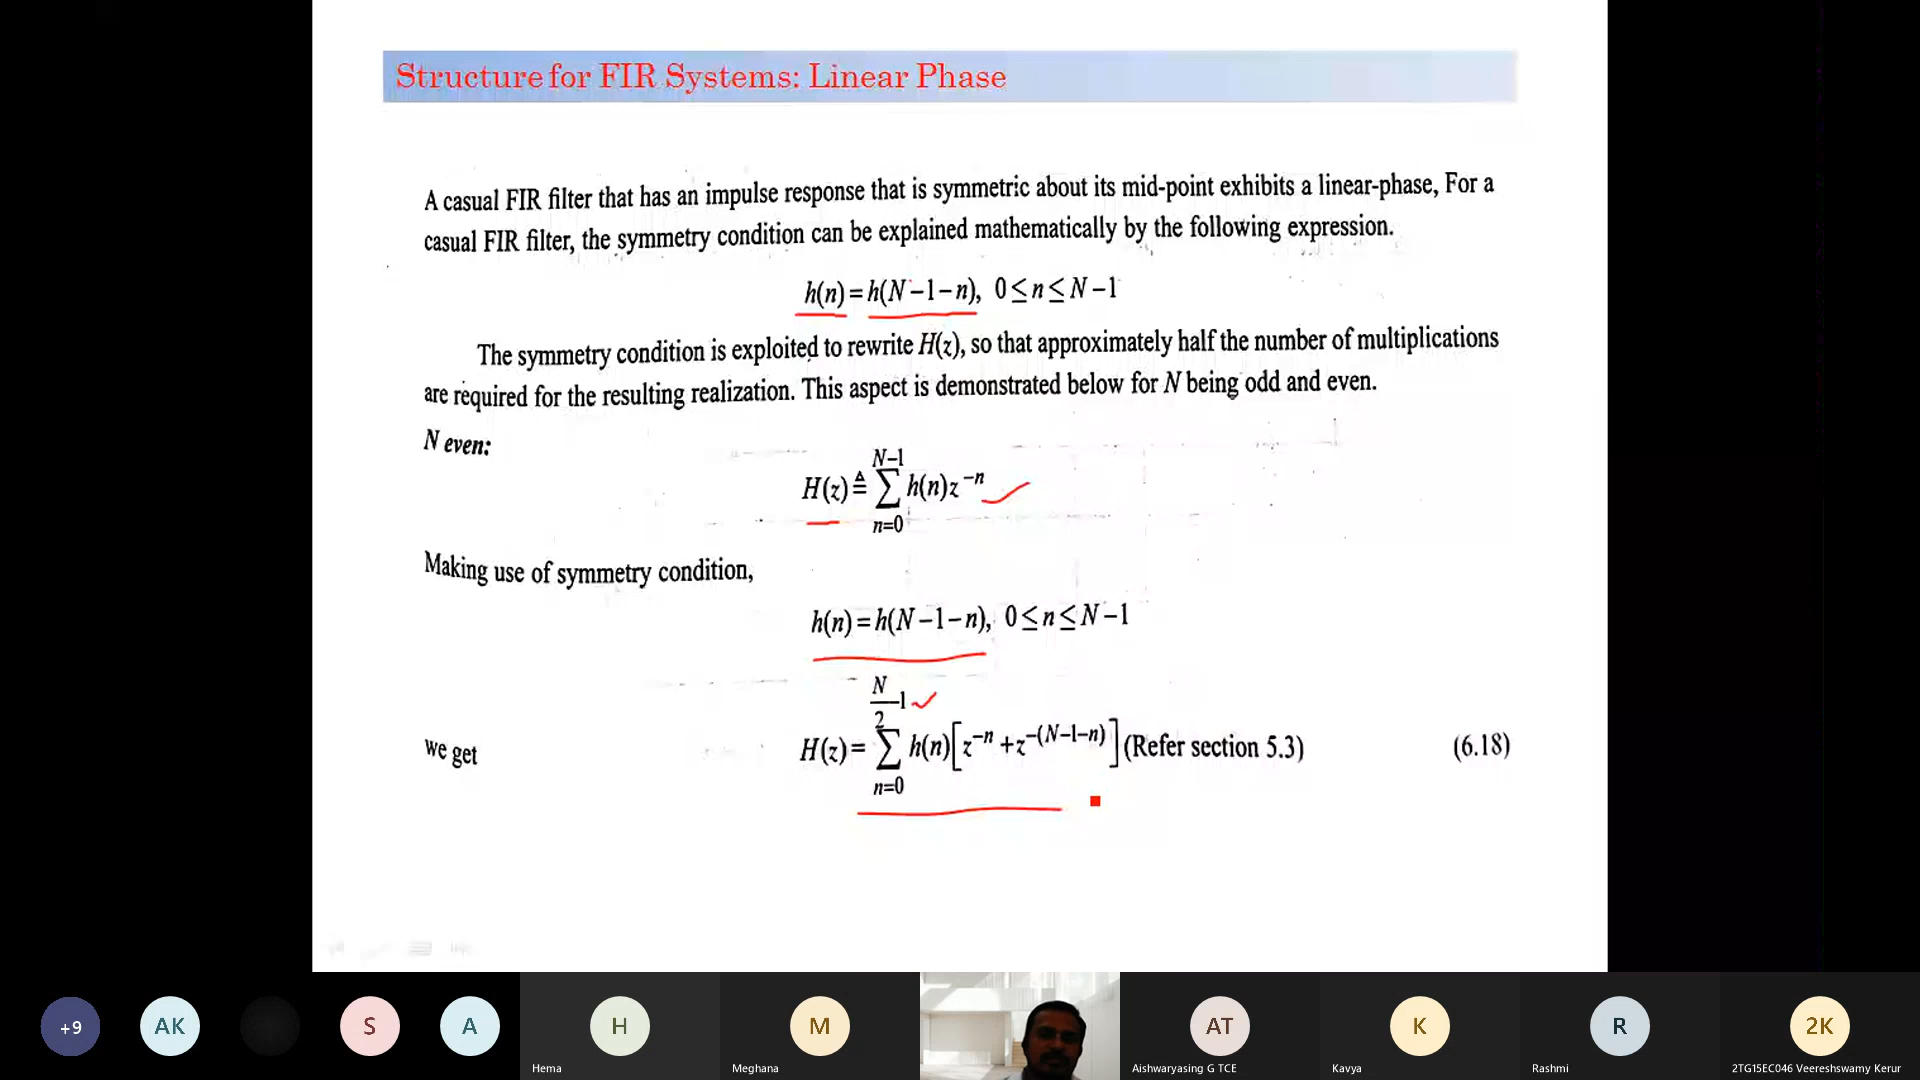 Structure for FIR Systems: Linear Phase
A casual FIR filter that has an impulse response that is symmetric about its mid-point exhibits a linear-phase, For a
casual FIR filter, the symmetry condition can be explained mathematically by the following expression.
h(n) = h(N – 1 – n), 0 ≤ n ≤ N – 1
The symmetry condition is exploited to rewrite H(z), so that approximately half the number of multiplications
are required for the resulting realization. This aspect is demonstrated below for N being odd and even.
N even:
N–1
H(z) ≜ ∑ h(n)z⁻ⁿ
n=0
Making use of symmetry condition,
h(n) = h(N – 1 – n), 0 ≤ n ≤ N – 1
N/2 –1
we get H(z) = ∑ h(n)[z^–n + z^–(N–1–n)] (Refer section 5.3) (6.18)
n=0
+9 AK S A H M AT K R 2K
Hema Meghana Aishwaryasing G TCE Kavya Rashmi 2TG15EC046 Veereshswamy Kerur